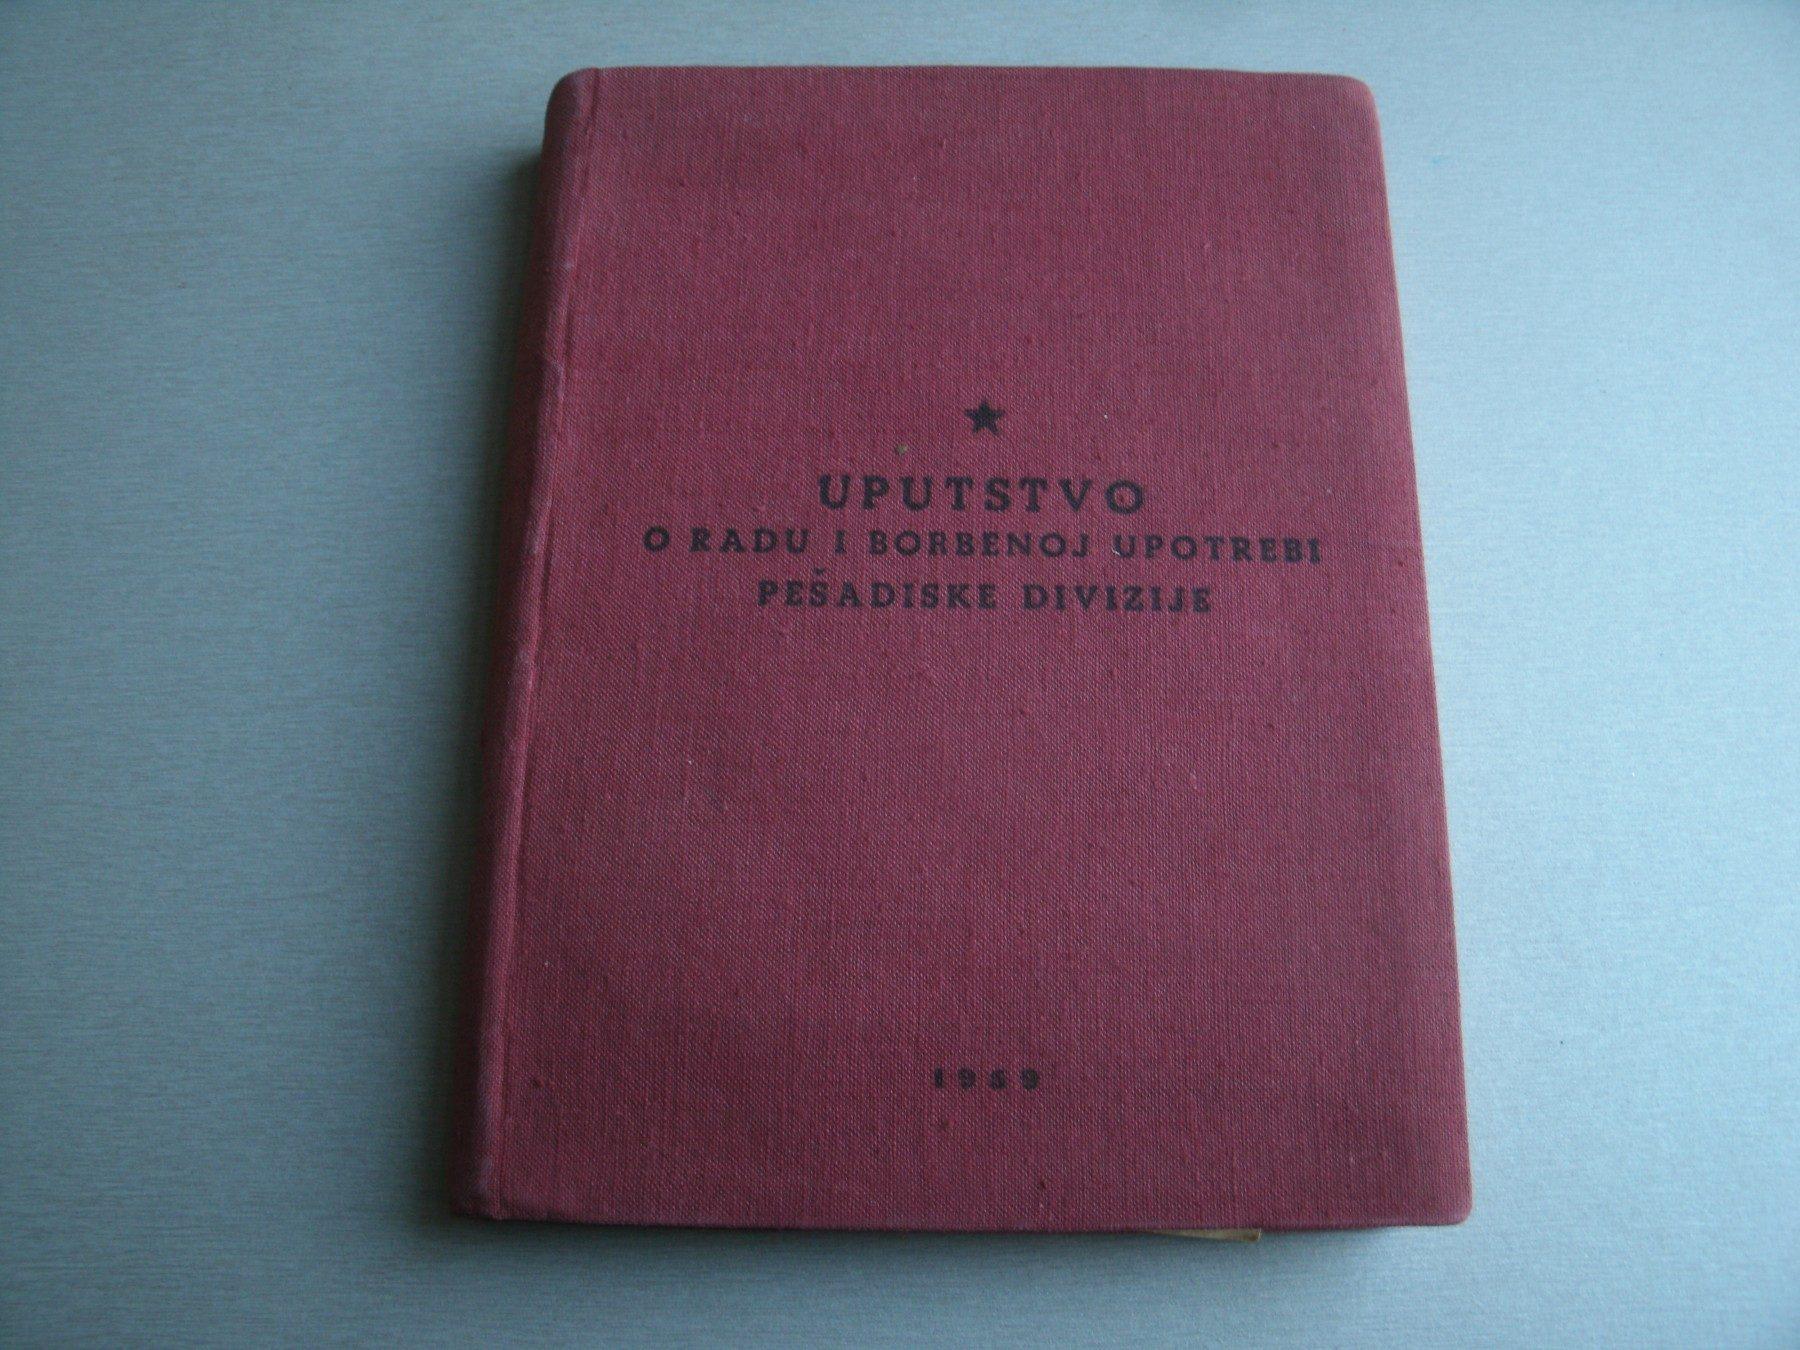 UPUTSTVO
O RADU I BORBENOJ UPOTREBI
PEŠADISKE DIVIZIJE
1959